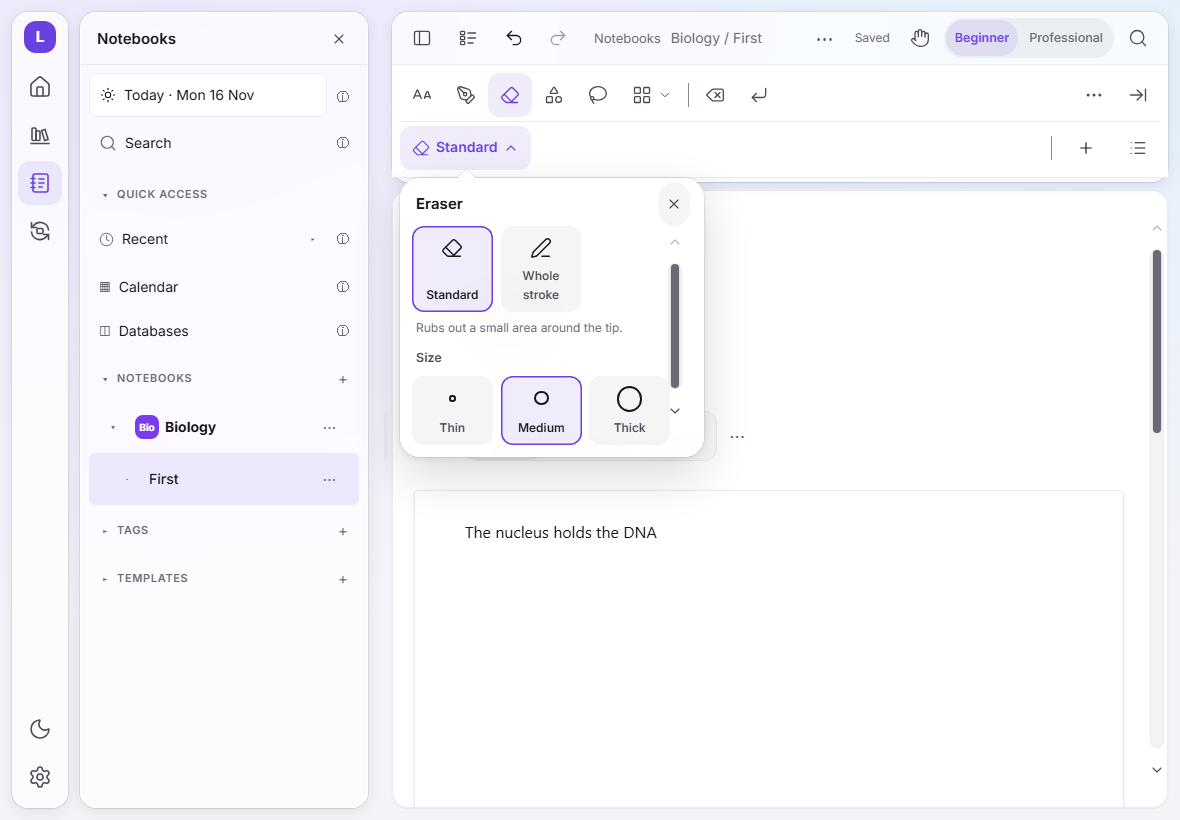 L
Notebooks
Today · Mon 16 Nov
Search
QUICK ACCESS
Recent
Calendar
Databases
NOTEBOOKS
Bio Biology
First
TAGS
TEMPLATES
Notebooks Biology / First
Saved
Beginner Professional
AA
Standard
Eraser
Standard
Whole
stroke
Rubs out a small area around the tip.
Size
Thin Medium Thick
The nucleus holds the DNA